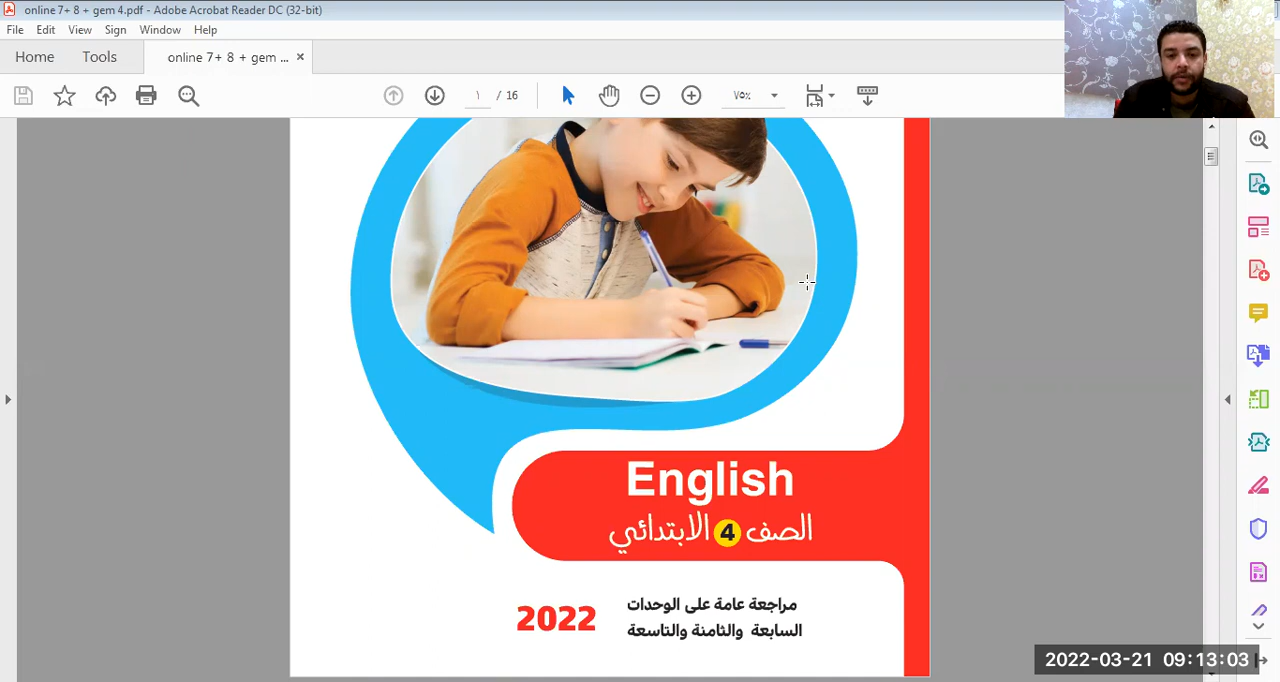 online 7+ 8 + gem 4.pdf - Adobe Acrobat Reader DC (32-bit)
File Edit View Sign Window Help
Home Tools online 7+ 8 + gem ... ×
١ / 16 ٧٥%
English
الصف 4 الابتدائي
مراجعة عامة على الوحدات
السابعة والثامنة والتاسعة
2022
2022-03-21 09:13:03